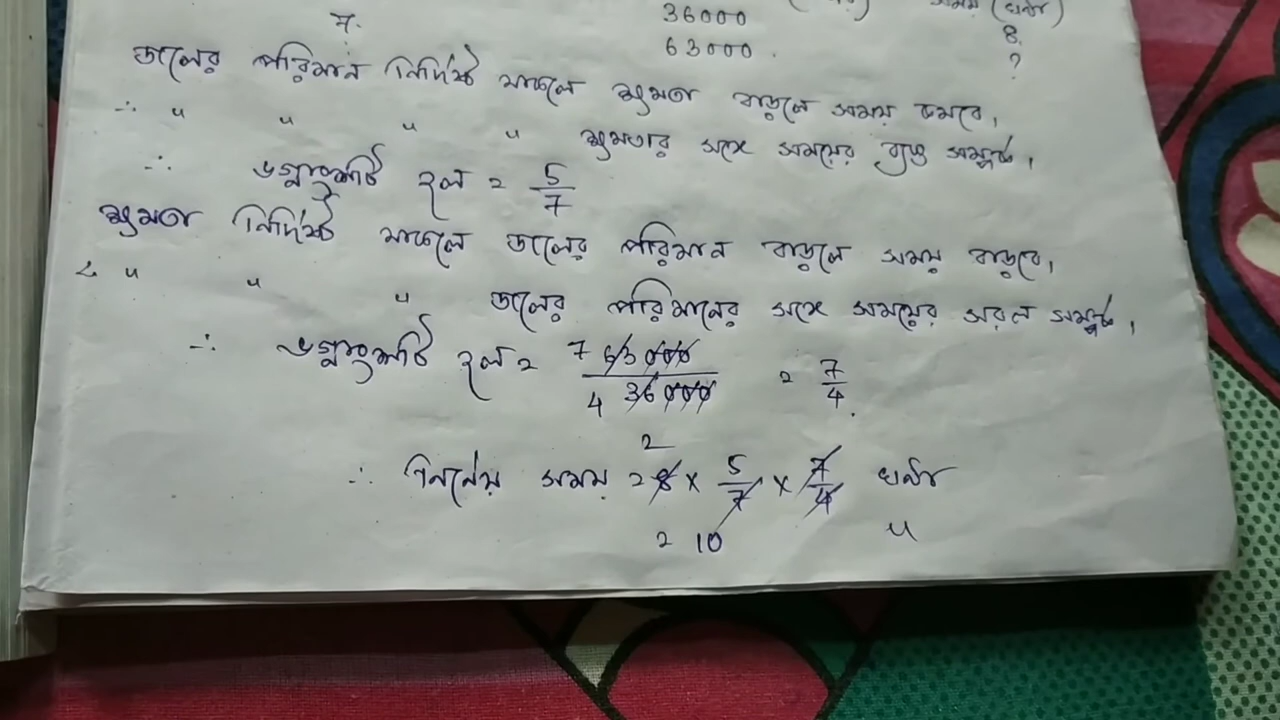 36000 সময় (ঘন্টা)
7. 63000. 8.
?
জলের পরিমান নির্দিষ্ট থাকলে ক্ষমতা বাড়লে সময় কমবে।
∴ " " " " ক্ষমতার সঙ্গে সময়ের ব্যস্ত সম্পর্ক।
∴ ভগ্নাংশটি হল = 5/7
ক্ষমতা নির্দিষ্ট থাকলে জলের পরিমান বাড়লে সময় বাড়বে।
∴ " " " জলের পরিমানের সঙ্গে সময়ের সরল সম্পর্ক।
∴ ভগ্নাংশটি হল = 7 63000/4 36000 = 7/4.
2
∴ নির্নেয় সময় = 8 × 5/7 × 7/4 ঘন্টা
= 10 "